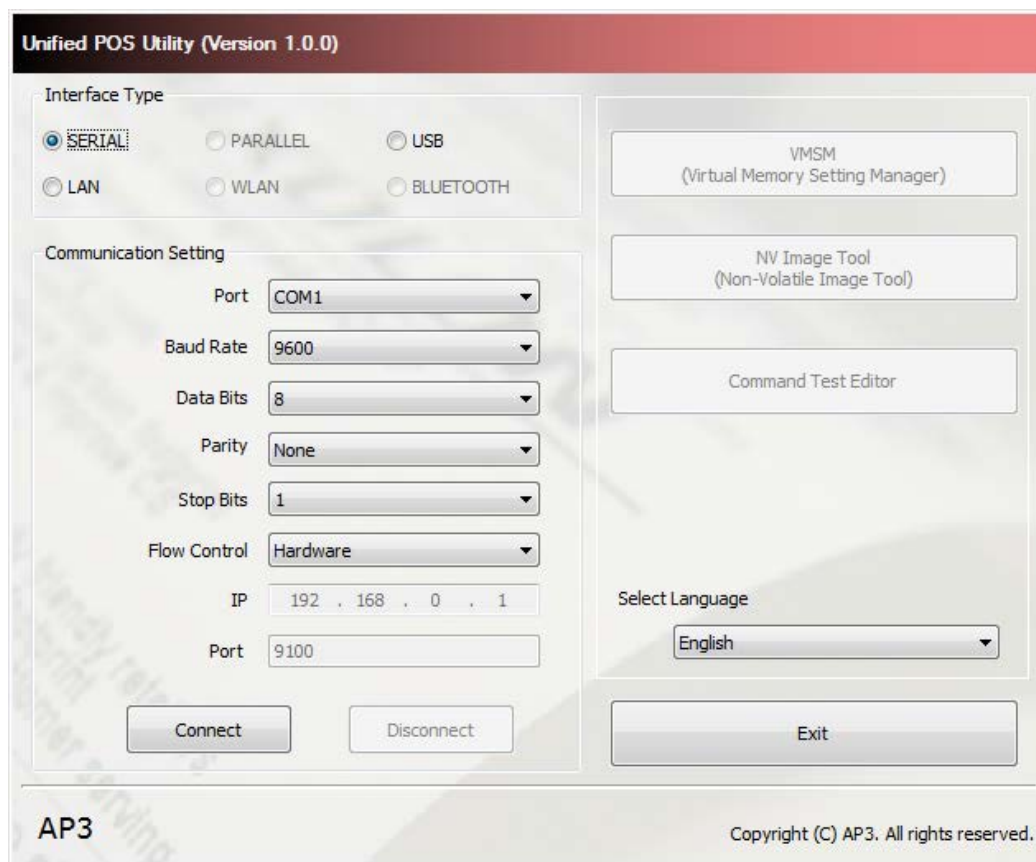 Unified POS Utility (Version 1.0.0)
Interface Type
SERIAL PARALLEL USB
LAN WLAN BLUETOOTH
Communication Setting
Port COM1
Baud Rate 9600
Data Bits 8
Parity None
Stop Bits 1
Flow Control Hardware
IP 192 . 168 . 0 . 1
Port 9100
Connect Disconnect
VMSM
(Virtual Memory Setting Manager)
NV Image Tool
(Non-Volatile Image Tool)
Command Test Editor
Select Language
English
Exit
AP3
Copyright (C) AP3. All rights reserved.